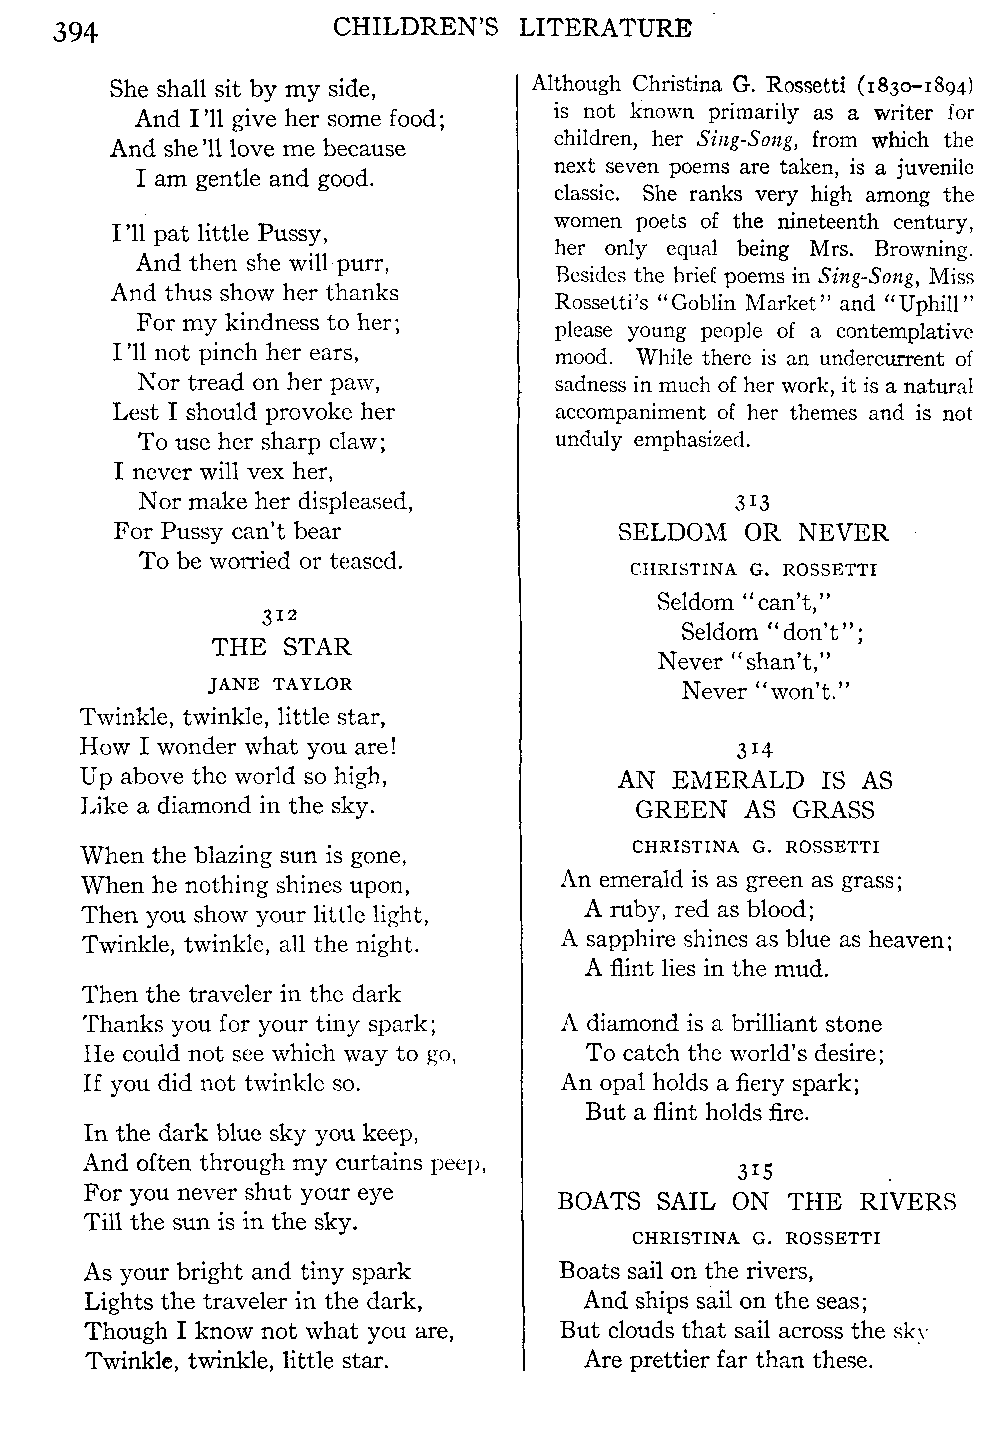 394
CHILDREN'S LITERATURE
She shall sit by my side,
And I'll give her some food;
And she'll love me because
I am gentle and good.
I'll pat little Pussy,
And then she will purr,
And thus show her thanks
For my kindness to her;
I'll not pinch her ears,
Nor tread on her paw,
Lest I should provoke her
To use her sharp claw;
I never will vex her,
Nor make her displeased,
For Pussy can't bear
To be worried or teased.
312
THE STAR
JANE TAYLOR
Twinkle, twinkle, little star,
How I wonder what you are!
Up above the world so high,
Like a diamond in the sky.
When the blazing sun is gone,
When he nothing shines upon,
Then you show your little light,
Twinkle, twinkle, all the night.
Then the traveler in the dark
Thanks you for your tiny spark;
He could not see which way to go,
If you did not twinkle so.
In the dark blue sky you keep,
And often through my curtains peep,
For you never shut your eye
Till the sun is in the sky.
As your bright and tiny spark
Lights the traveler in the dark,
Though I know not what you are,
Twinkle, twinkle, little star.
Although Christina G. Rossetti (1830-1894)
is not known primarily as a writer for
children, her Sing-Song, from which the
next seven poems are taken, is a juvenile
classic. She ranks very high among the
women poets of the nineteenth century,
her only equal being Mrs. Browning.
Besides the brief poems in Sing-Song, Miss
Rossetti's "Goblin Market" and "Uphill"
please young people of a contemplative
mood. While there is an undercurrent of
sadness in much of her work, it is a natural
accompaniment of her themes and is not
unduly emphasized.
313
SELDOM OR NEVER
CHRISTINA G. ROSSETTI
Seldom "can't,"
Seldom "don't";
Never "shan't,"
Never "won't."
314
AN EMERALD IS AS
GREEN AS GRASS
CHRISTINA G. ROSSETTI
An emerald is as green as grass;
A ruby, red as blood;
A sapphire shines as blue as heaven;
A flint lies in the mud.
A diamond is a brilliant stone
To catch the world's desire;
An opal holds a fiery spark;
But a flint holds fire.
315
BOATS SAIL ON THE RIVERS
CHRISTINA G. ROSSETTI
Boats sail on the rivers,
And ships sail on the seas;
But clouds that sail across the sky
Are prettier far than these.